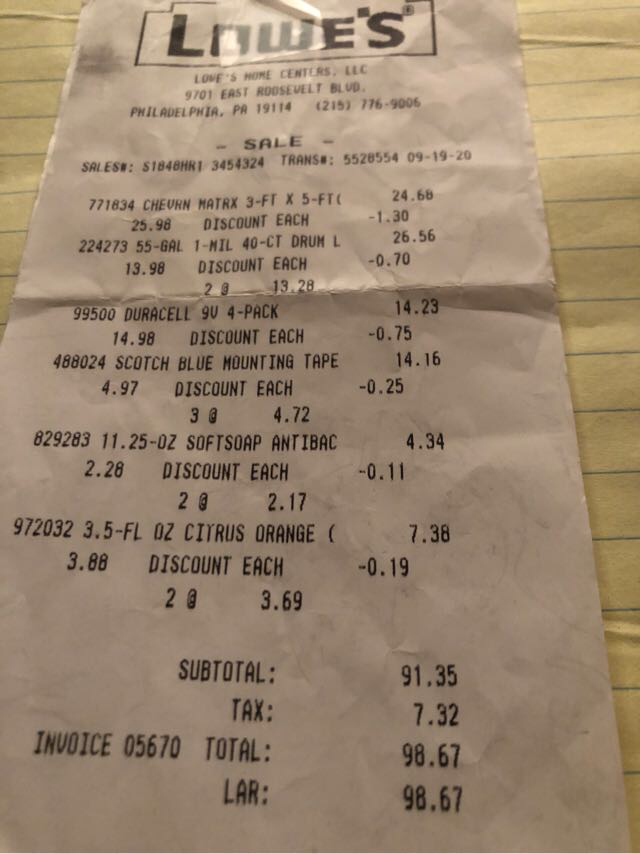 LOWE'S®
LOWE'S HOME CENTERS, LLC
9701 EAST ROOSEVELT BLVD.
PHILADELPHIA, PA 19114 (215) 776-9006
- SALE -
SALES#: S1848HR1 3454324 TRANS#: 5528554 09-19-20
771834 CHEVRN MATRX 3-FT X 5-FT( 24.68
25.98 DISCOUNT EACH -1.30
224273 55-GAL 1-MIL 40-CT DRUM L 26.56
13.98 DISCOUNT EACH -0.70
2 @ 13.28
99500 DURACELL 9V 4-PACK 14.23
14.98 DISCOUNT EACH -0.75
488024 SCOTCH BLUE MOUNTING TAPE 14.16
4.97 DISCOUNT EACH -0.25
3 @ 4.72
829283 11.25-OZ SOFTSOAP ANTIBAC 4.34
2.28 DISCOUNT EACH -0.11
2 @ 2.17
972032 3.5-FL OZ CITRUS ORANGE ( 7.38
3.88 DISCOUNT EACH -0.19
2 @ 3.69
SUBTOTAL: 91.35
TAX: 7.32
INVOICE 05670 TOTAL: 98.67
LAR: 98.67